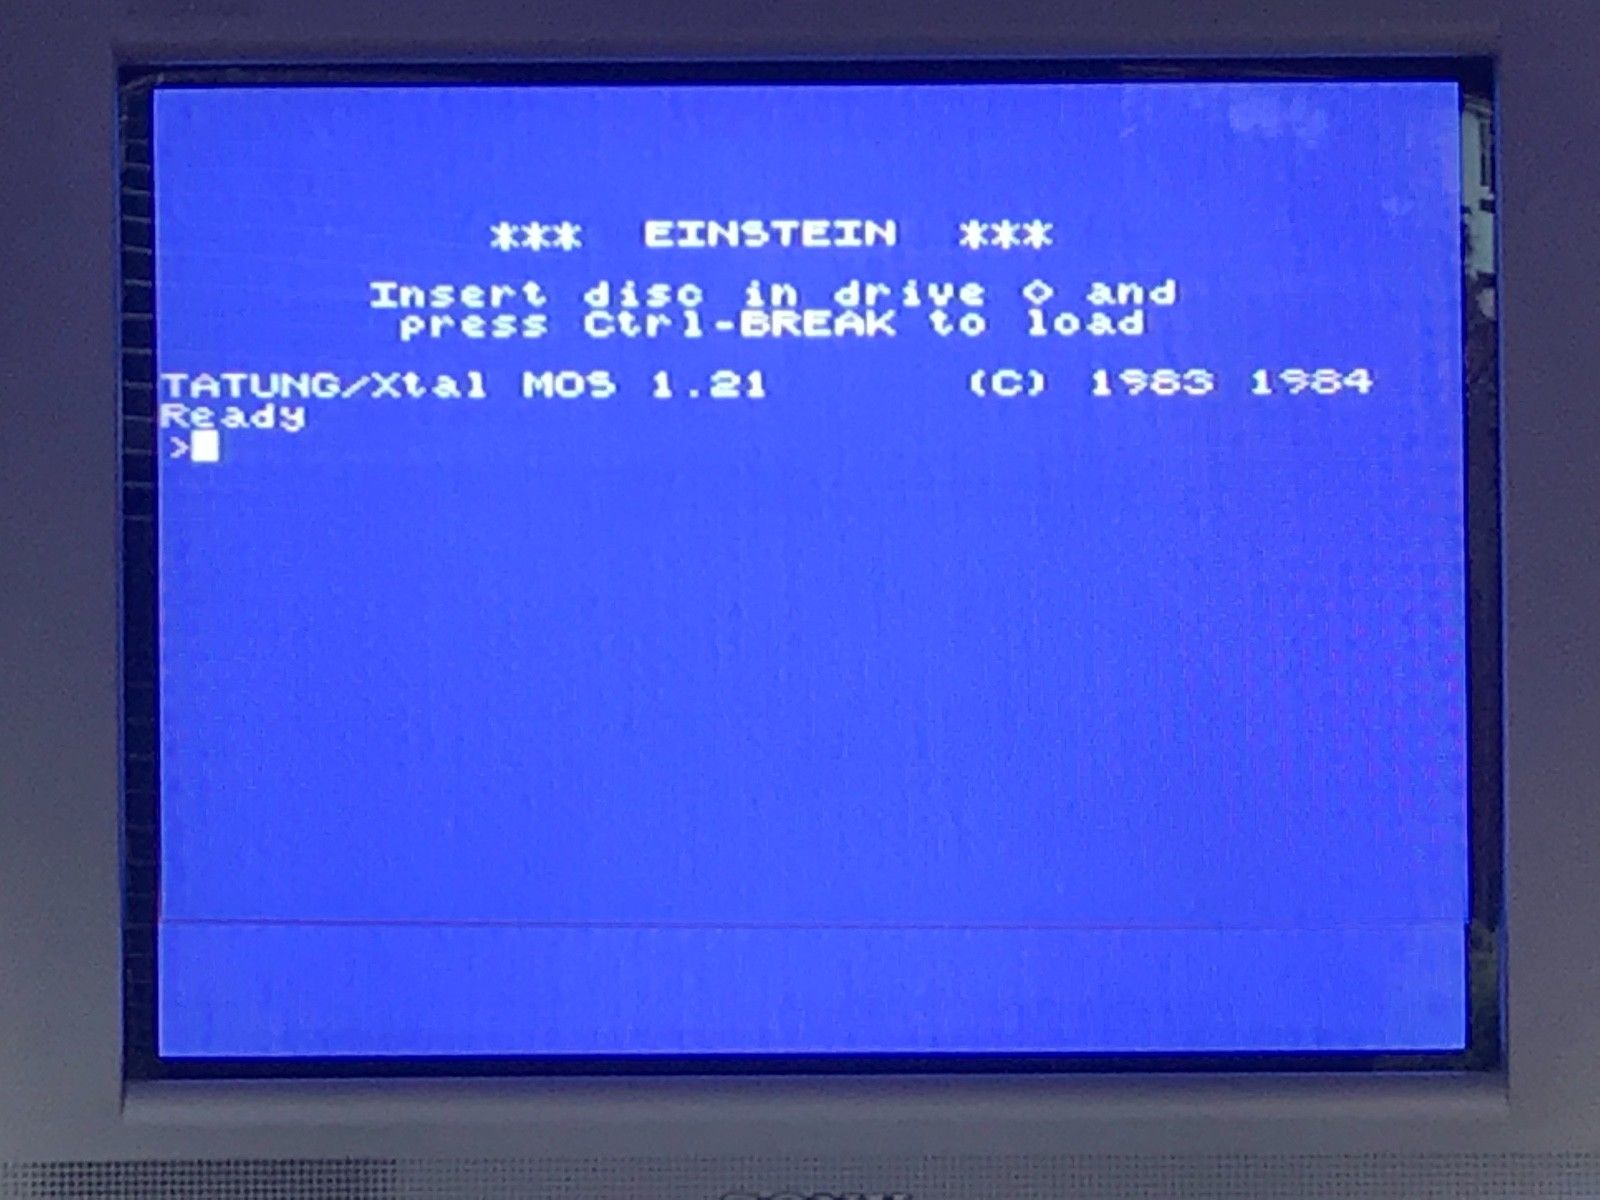 *** EINSTEIN ***
Insert disc in drive 0 and
press Ctrl-BREAK to load
TATUNG/Xtal MOS 1.21 (C) 1983 1984
Ready
>